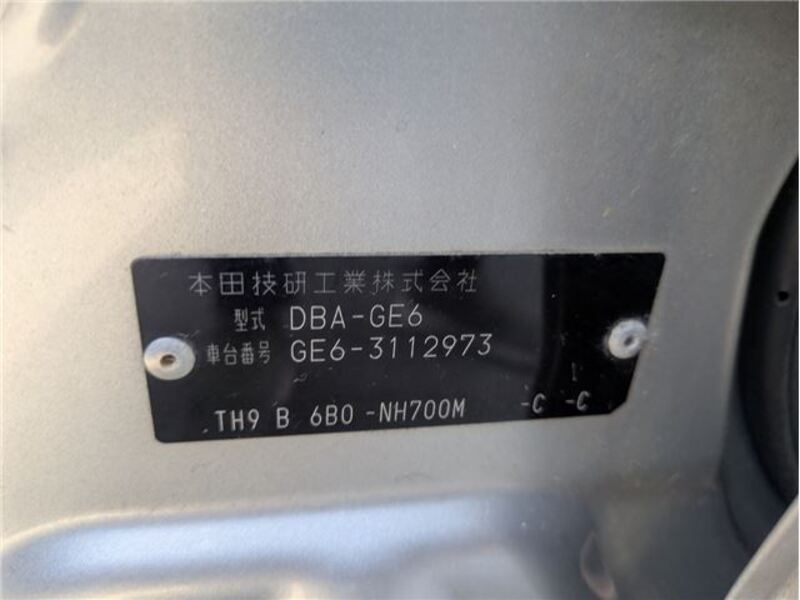 本田技研工業株式会社
型式 DBA-GE6
車台番号 GE6-3112973
TH9 B 6B0 -NH700M -C -C